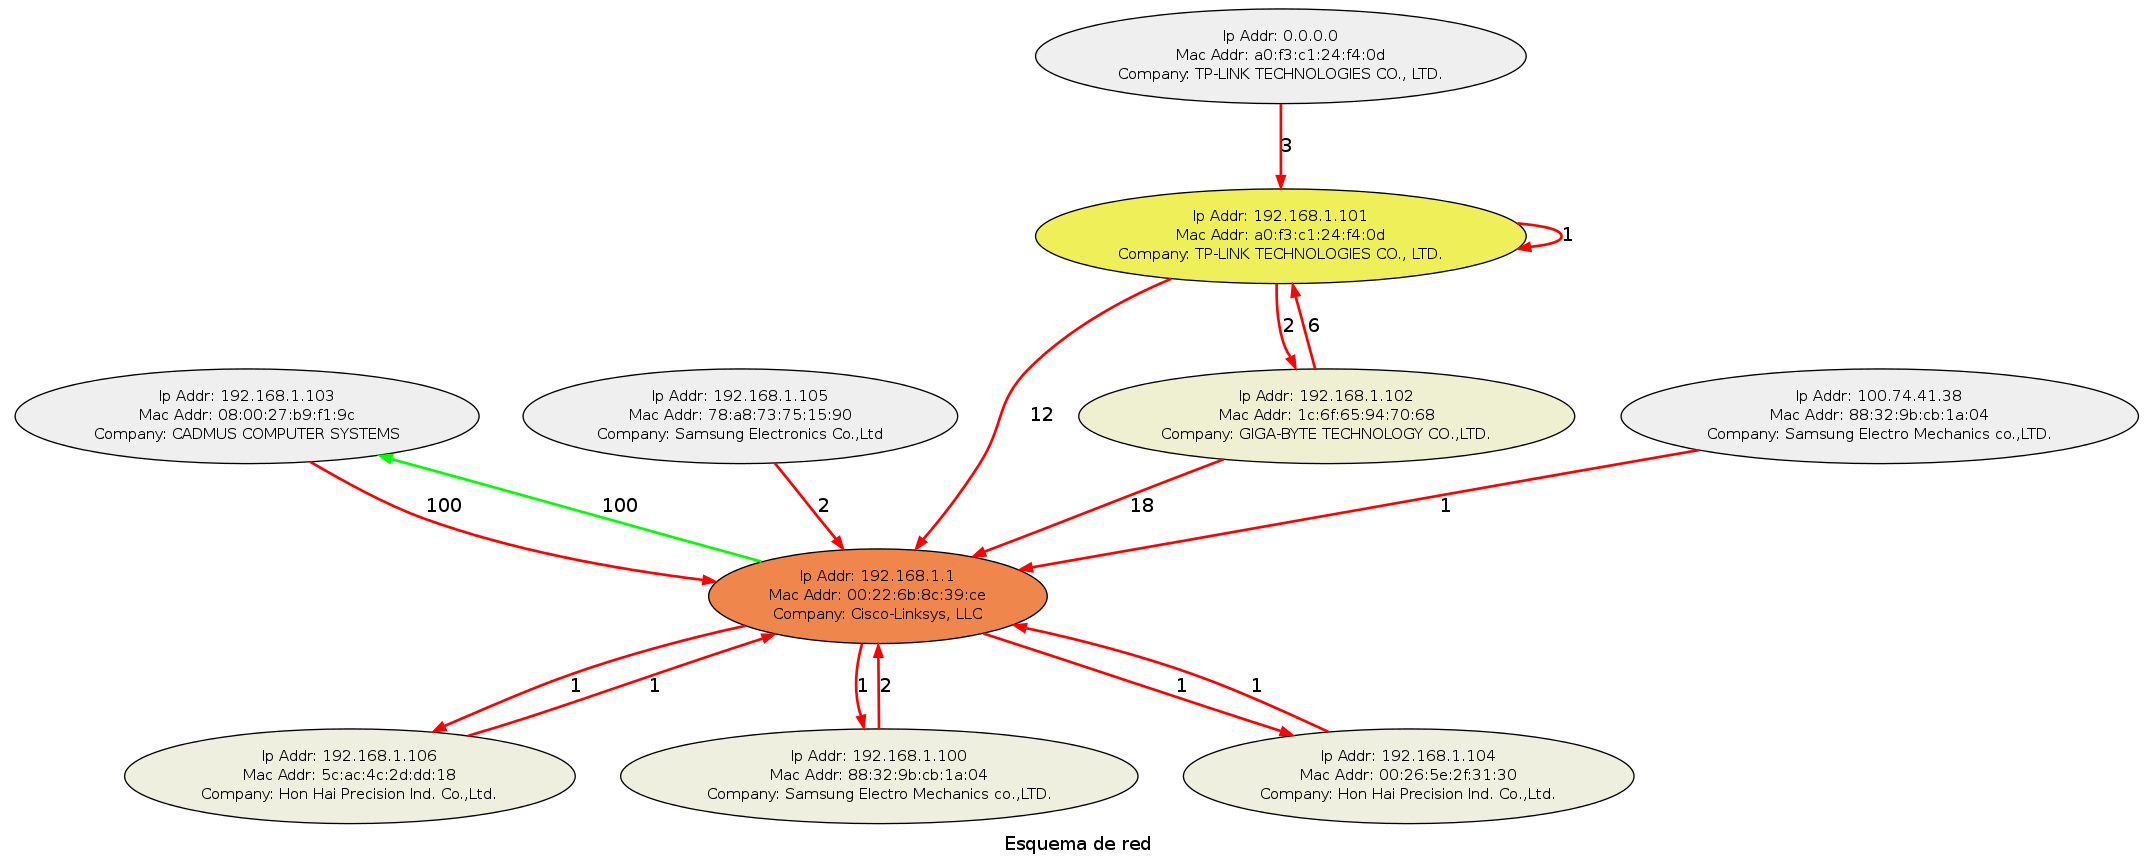 Ip Addr: 0.0.0.0
Mac Addr: a0:f3:c1:24:f4:0d
Company: TP-LINK TECHNOLOGIES CO., LTD.
3
Ip Addr: 192.168.1.101
Mac Addr: a0:f3:c1:24:f4:0d
Company: TP-LINK TECHNOLOGIES CO., LTD.
1
2
6
12
Ip Addr: 192.168.1.103
Mac Addr: 08:00:27:b9:f1:9c
Company: CADMUS COMPUTER SYSTEMS
Ip Addr: 192.168.1.105
Mac Addr: 78:a8:73:75:15:90
Company: Samsung Electronics Co.,Ltd
Ip Addr: 192.168.1.102
Mac Addr: 1c:6f:65:94:70:68
Company: GIGA-BYTE TECHNOLOGY CO.,LTD.
Ip Addr: 100.74.41.38
Mac Addr: 88:32:9b:cb:1a:04
Company: Samsung Electro Mechanics co.,LTD.
100
100
2
18
1
Ip Addr: 192.168.1.1
Mac Addr: 00:22:6b:8c:39:ce
Company: Cisco-Linksys, LLC
1
1
1
2
1
1
Ip Addr: 192.168.1.106
Mac Addr: 5c:ac:4c:2d:dd:18
Company: Hon Hai Precision Ind. Co.,Ltd.
Ip Addr: 192.168.1.100
Mac Addr: 88:32:9b:cb:1a:04
Company: Samsung Electro Mechanics co.,LTD.
Ip Addr: 192.168.1.104
Mac Addr: 00:26:5e:2f:31:30
Company: Hon Hai Precision Ind. Co.,Ltd.
Esquema de red